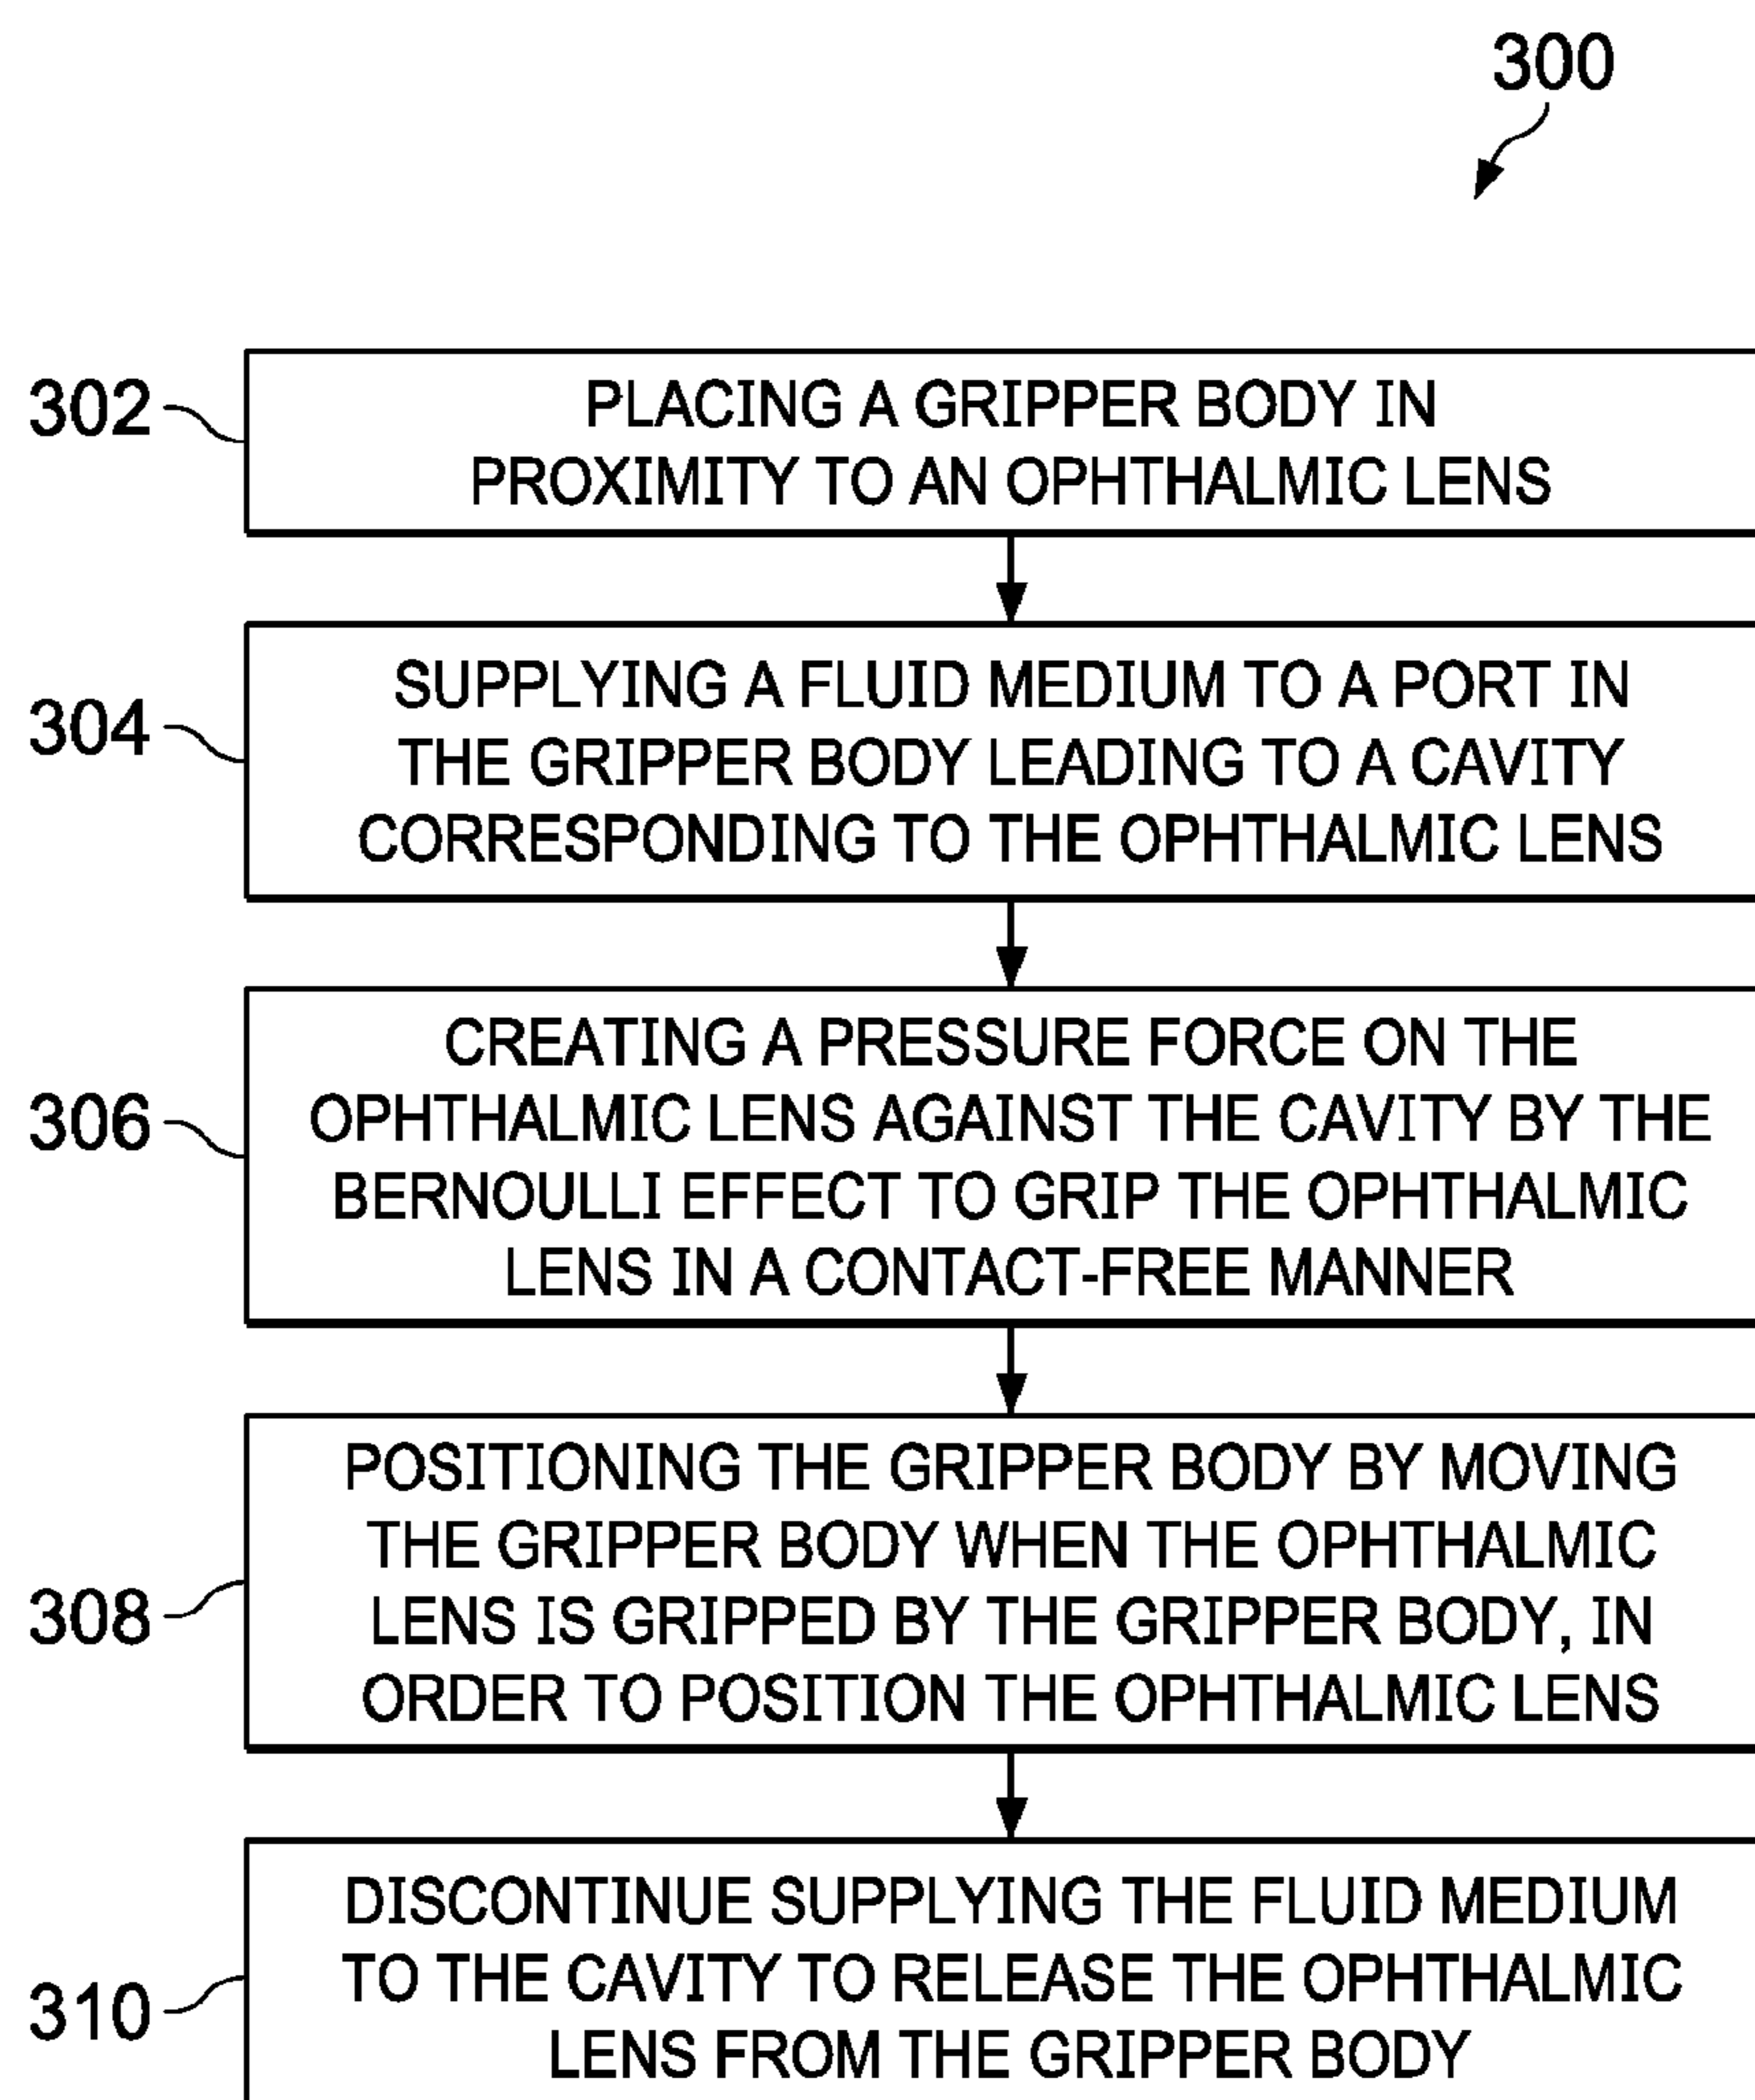 300
302
PLACING A GRIPPER BODY IN
PROXIMITY TO AN OPHTHALMIC LENS
304
SUPPLYING A FLUID MEDIUM TO A PORT IN
THE GRIPPER BODY LEADING TO A CAVITY
CORRESPONDING TO THE OPHTHALMIC LENS
306
CREATING A PRESSURE FORCE ON THE
OPHTHALMIC LENS AGAINST THE CAVITY BY THE
BERNOULLI EFFECT TO GRIP THE OPHTHALMIC
LENS IN A CONTACT-FREE MANNER
308
POSITIONING THE GRIPPER BODY BY MOVING
THE GRIPPER BODY WHEN THE OPHTHALMIC
LENS IS GRIPPED BY THE GRIPPER BODY, IN
ORDER TO POSITION THE OPHTHALMIC LENS
310
DISCONTINUE SUPPLYING THE FLUID MEDIUM
TO THE CAVITY TO RELEASE THE OPHTHALMIC
LENS FROM THE GRIPPER BODY